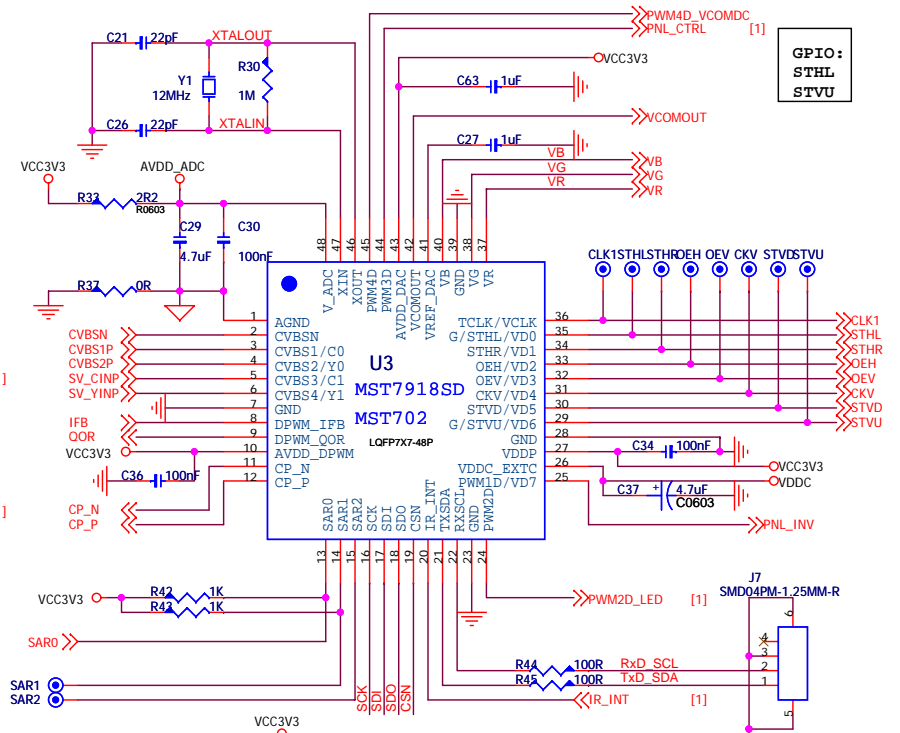 PWM4D_VCOMDC
PNL_CTRL [1]
C21 22pF XTALOUT
VCC3V3
GPIO:
STHL
STVU
Y1
12MHz
R30
1M
C63 1uF
C26 22pF XTALIN
VCOMOUT
C27 1uF
VB VB
VG VG
VR VR
VCC3V3 AVDD_ADC
R33 2R2
R0603
C29
4.7uF
C30
100nF
R37 0R
48 47 46 45 44 43 42 41 40 39 38 37
V_ADC XIN XOUT PWM4D PWM3D AVDD_DAC VCOMOUT VREF_DAC VB GND VG VR
CLK1 STHL STHR OEH OEV CKV STVD STVU
1 AGND TCLK/VCLK 36 CLK1
CVBSN 2 CVBSN G/STHL/VD0 35 STHL
CVBS1P 3 CVBS1/C0 STHR/VD1 34 STHR
CVBS2P 4 CVBS2/Y0 OEH/VD2 33 OEH
] SV_CINP 5 CVBS3/C1 OEV/VD3 32 OEV
SV_YINP 6 CVBS4/Y1 CKV/VD4 31 CKV
7 GND STVD/VD5 30 STVD
IFB 8 DPWM_IFB G/STVU/VD6 29 STVU
QOR 9 DPWM_QOR GND 28
VCC3V3 10 AVDD_DPWM VDDP 27
11 CP_N VDDC_EXTC 26
12 CP_P PWM1D/VD7 25
U3
MST7918SD
MST702
LQFP7X7-48P
C34 100nF
VCC3V3
VDDC
C36 100nF
C37 + 4.7uF
C0603
] CP_N
CP_P
PNL_INV
SAR0 SAR1 SAR2 SCK SDI SDO CSN IR_INT TXSDA RXSCL GND PWM2D
13 14 15 16 17 18 19 20 21 22 23 24
J7
SMD04PM-1.25MM-R
VCC3V3
R42 1K
R43 1K
PWM2D_LED [1]
SAR0
6
4
3
2
1
5
R44 100R RxD_SCL
R45 100R TxD_SDA
SAR1
SAR2
SCK SDI SDO CSN
IR_INT [1]
VCC3V3